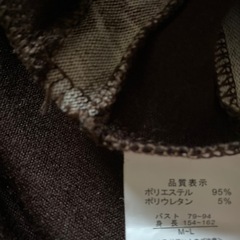 品質表示
ポリエステル 95%
ポリウレタン 5%
バスト 79-94
身長 154-162
M-L